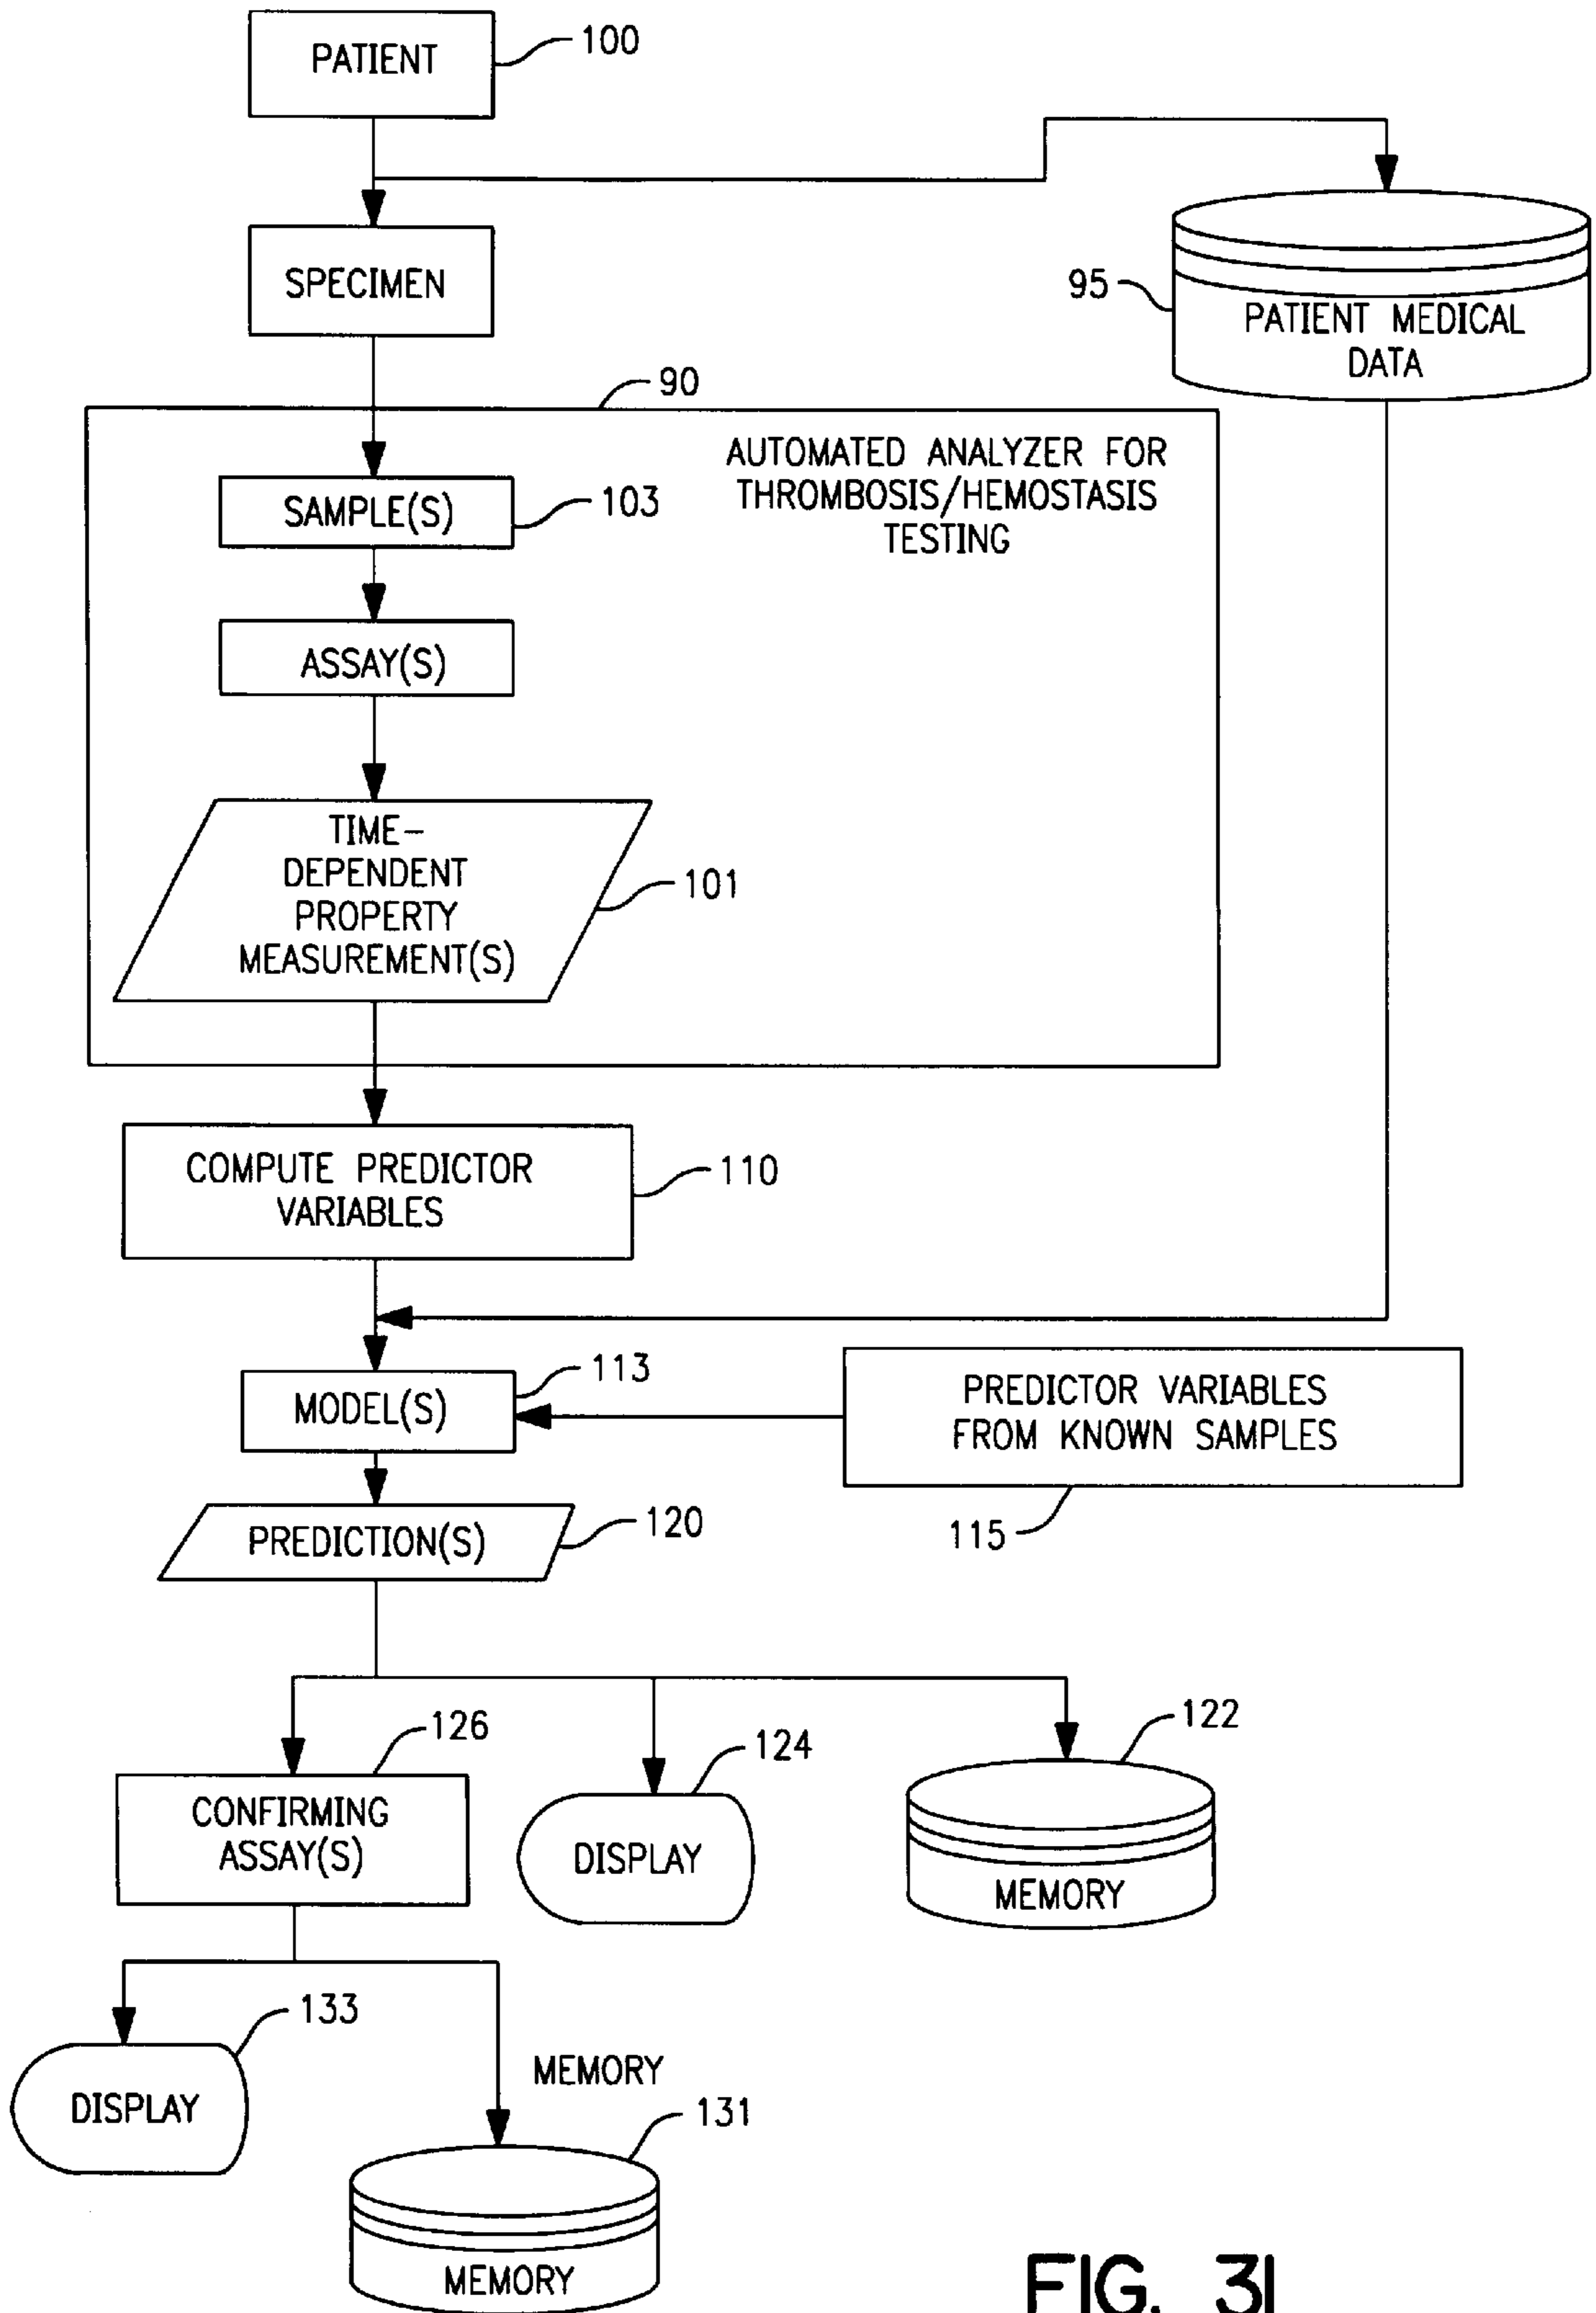 PATIENT
100
SPECIMEN
95
PATIENT MEDICAL
DATA
90
AUTOMATED ANALYZER FOR
THROMBOSIS/HEMOSTASIS
TESTING
SAMPLE(S)
103
ASSAY(S)
TIME-
DEPENDENT
PROPERTY
MEASUREMENT(S)
101
COMPUTE PREDICTOR
VARIABLES
110
MODEL(S)
113
PREDICTOR VARIABLES
FROM KNOWN SAMPLES
115
PREDICTION(S)
120
126
CONFIRMING
ASSAY(S)
124
DISPLAY
122
MEMORY
133
DISPLAY
MEMORY
131
MEMORY
FIG. 31